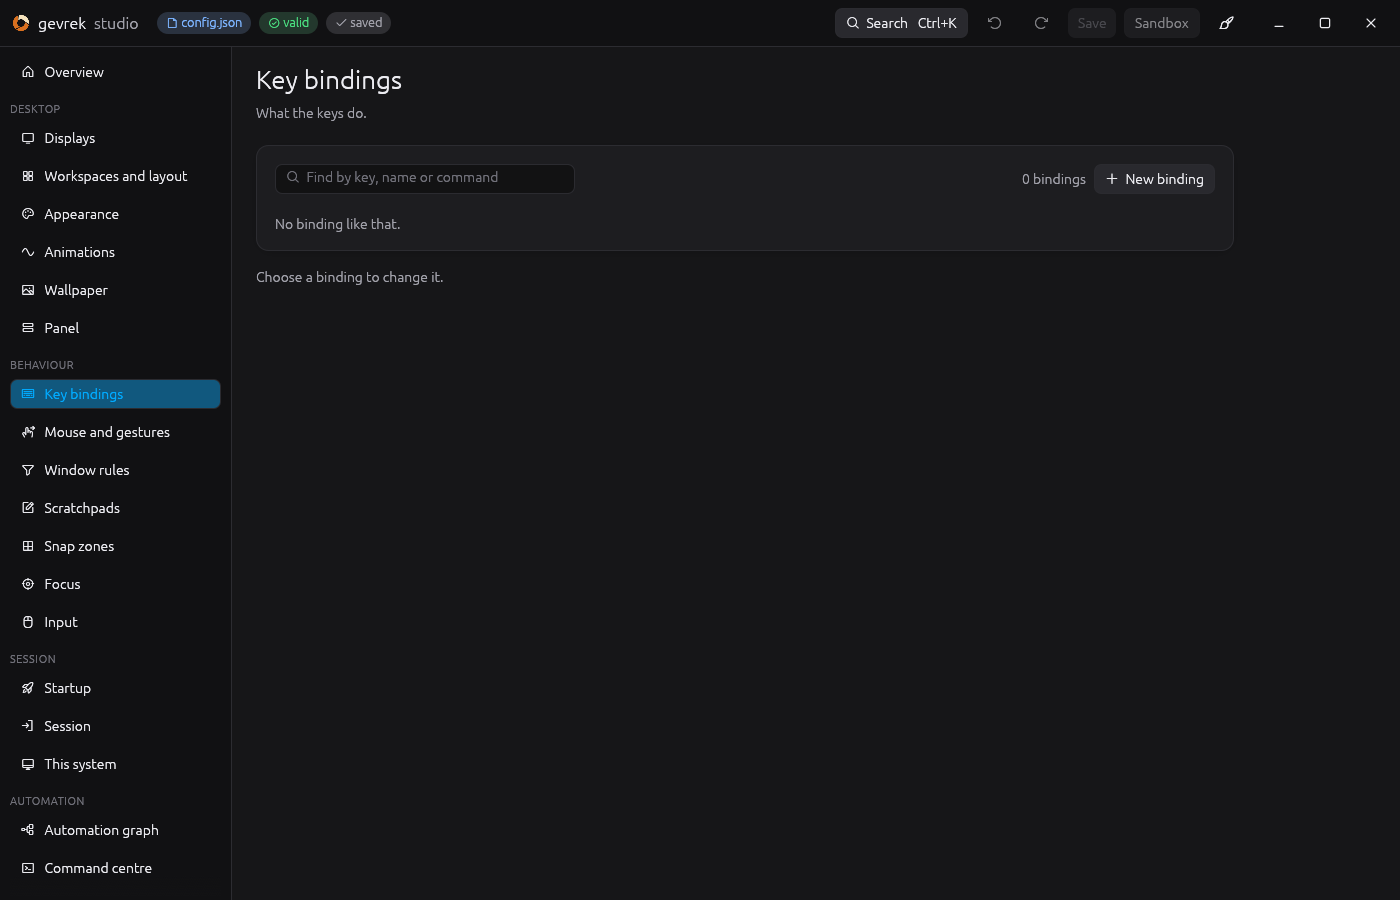 gevrek studio config.json valid saved Search Ctrl+K Save Sandbox
Overview
DESKTOP
Displays
Workspaces and layout
Appearance
Animations
Wallpaper
Panel
BEHAVIOUR
Key bindings
Mouse and gestures
Window rules
Scratchpads
Snap zones
Focus
Input
SESSION
Startup
Session
This system
AUTOMATION
Automation graph
Command centre
Key bindings
What the keys do.
Find by key, name or command 0 bindings New binding
No binding like that.
Choose a binding to change it.